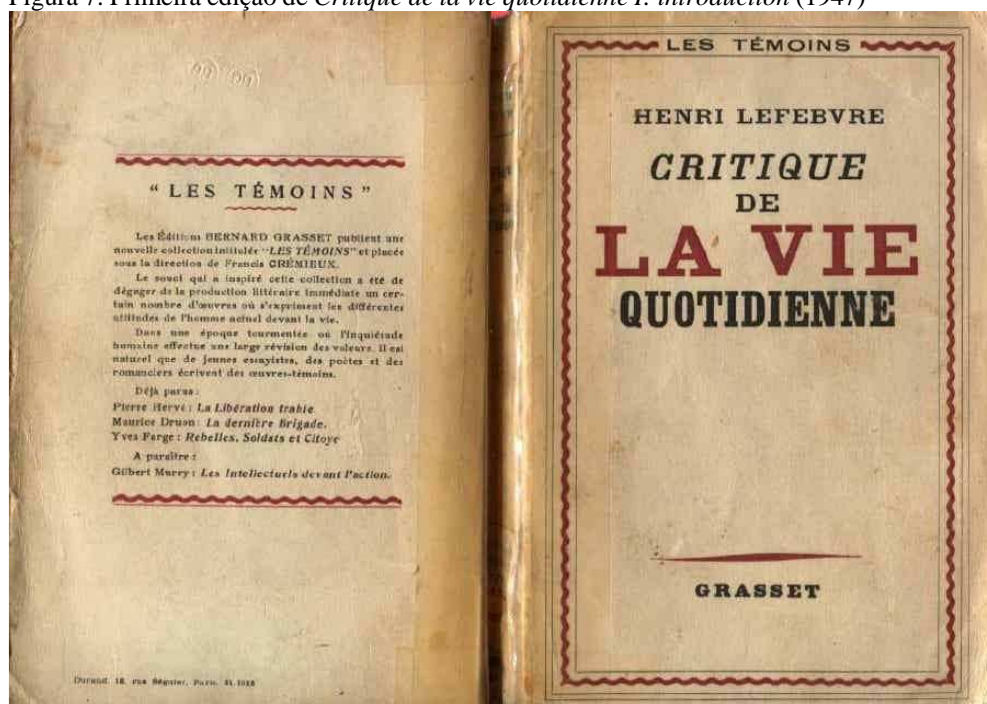 Figura 7. Primeira edição de Critique de la vie quotidienne I: introduction (1947)
" LES TÉMOINS "
Les Éditions BERNARD GRASSET publient une
nouvelle collection intitulée "LES TÉMOINS" et placée
sous la direction de Francis CRÉMIEUX.
Le souci qui a inspiré cette collection a été de
dégager de la production littéraire immédiate un cer-
tain nombre d'œuvres où s'expriment les différentes
attitudes de l'homme actuel devant la vie.
Dans une époque tourmentée où l'inquiétude
humaine effectue une large révision des valeurs. Il est
naturel que de jeunes essayistes, des poètes et des
romanciers écrivent des œuvres-témoins.
Déjà parus :
Pierre Hervé : La Libération trahie
Maurice Druon : La dernière Brigade.
Yves Farge : Rebelles, Soldats et Citoye
A paraître :
Gilbert Murry : Les Intellectuels devant l'action.
Durand, 18, rue Séguier, Paris.
LES TÉMOINS
HENRI LEFEBVRE
CRITIQUE
DE
LA VIE
QUOTIDIENNE
GRASSET